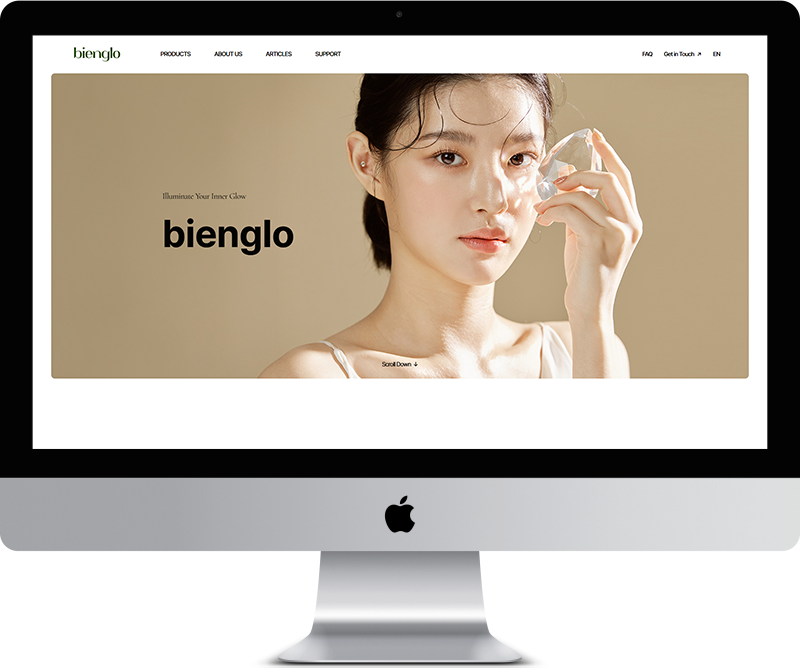 bienglo PRODUCTS ABOUT US ARTICLES SUPPORT FAQ Get in Touch ↗ EN
Illuminate Your Inner Glow
bienglo
Scroll Down ↓